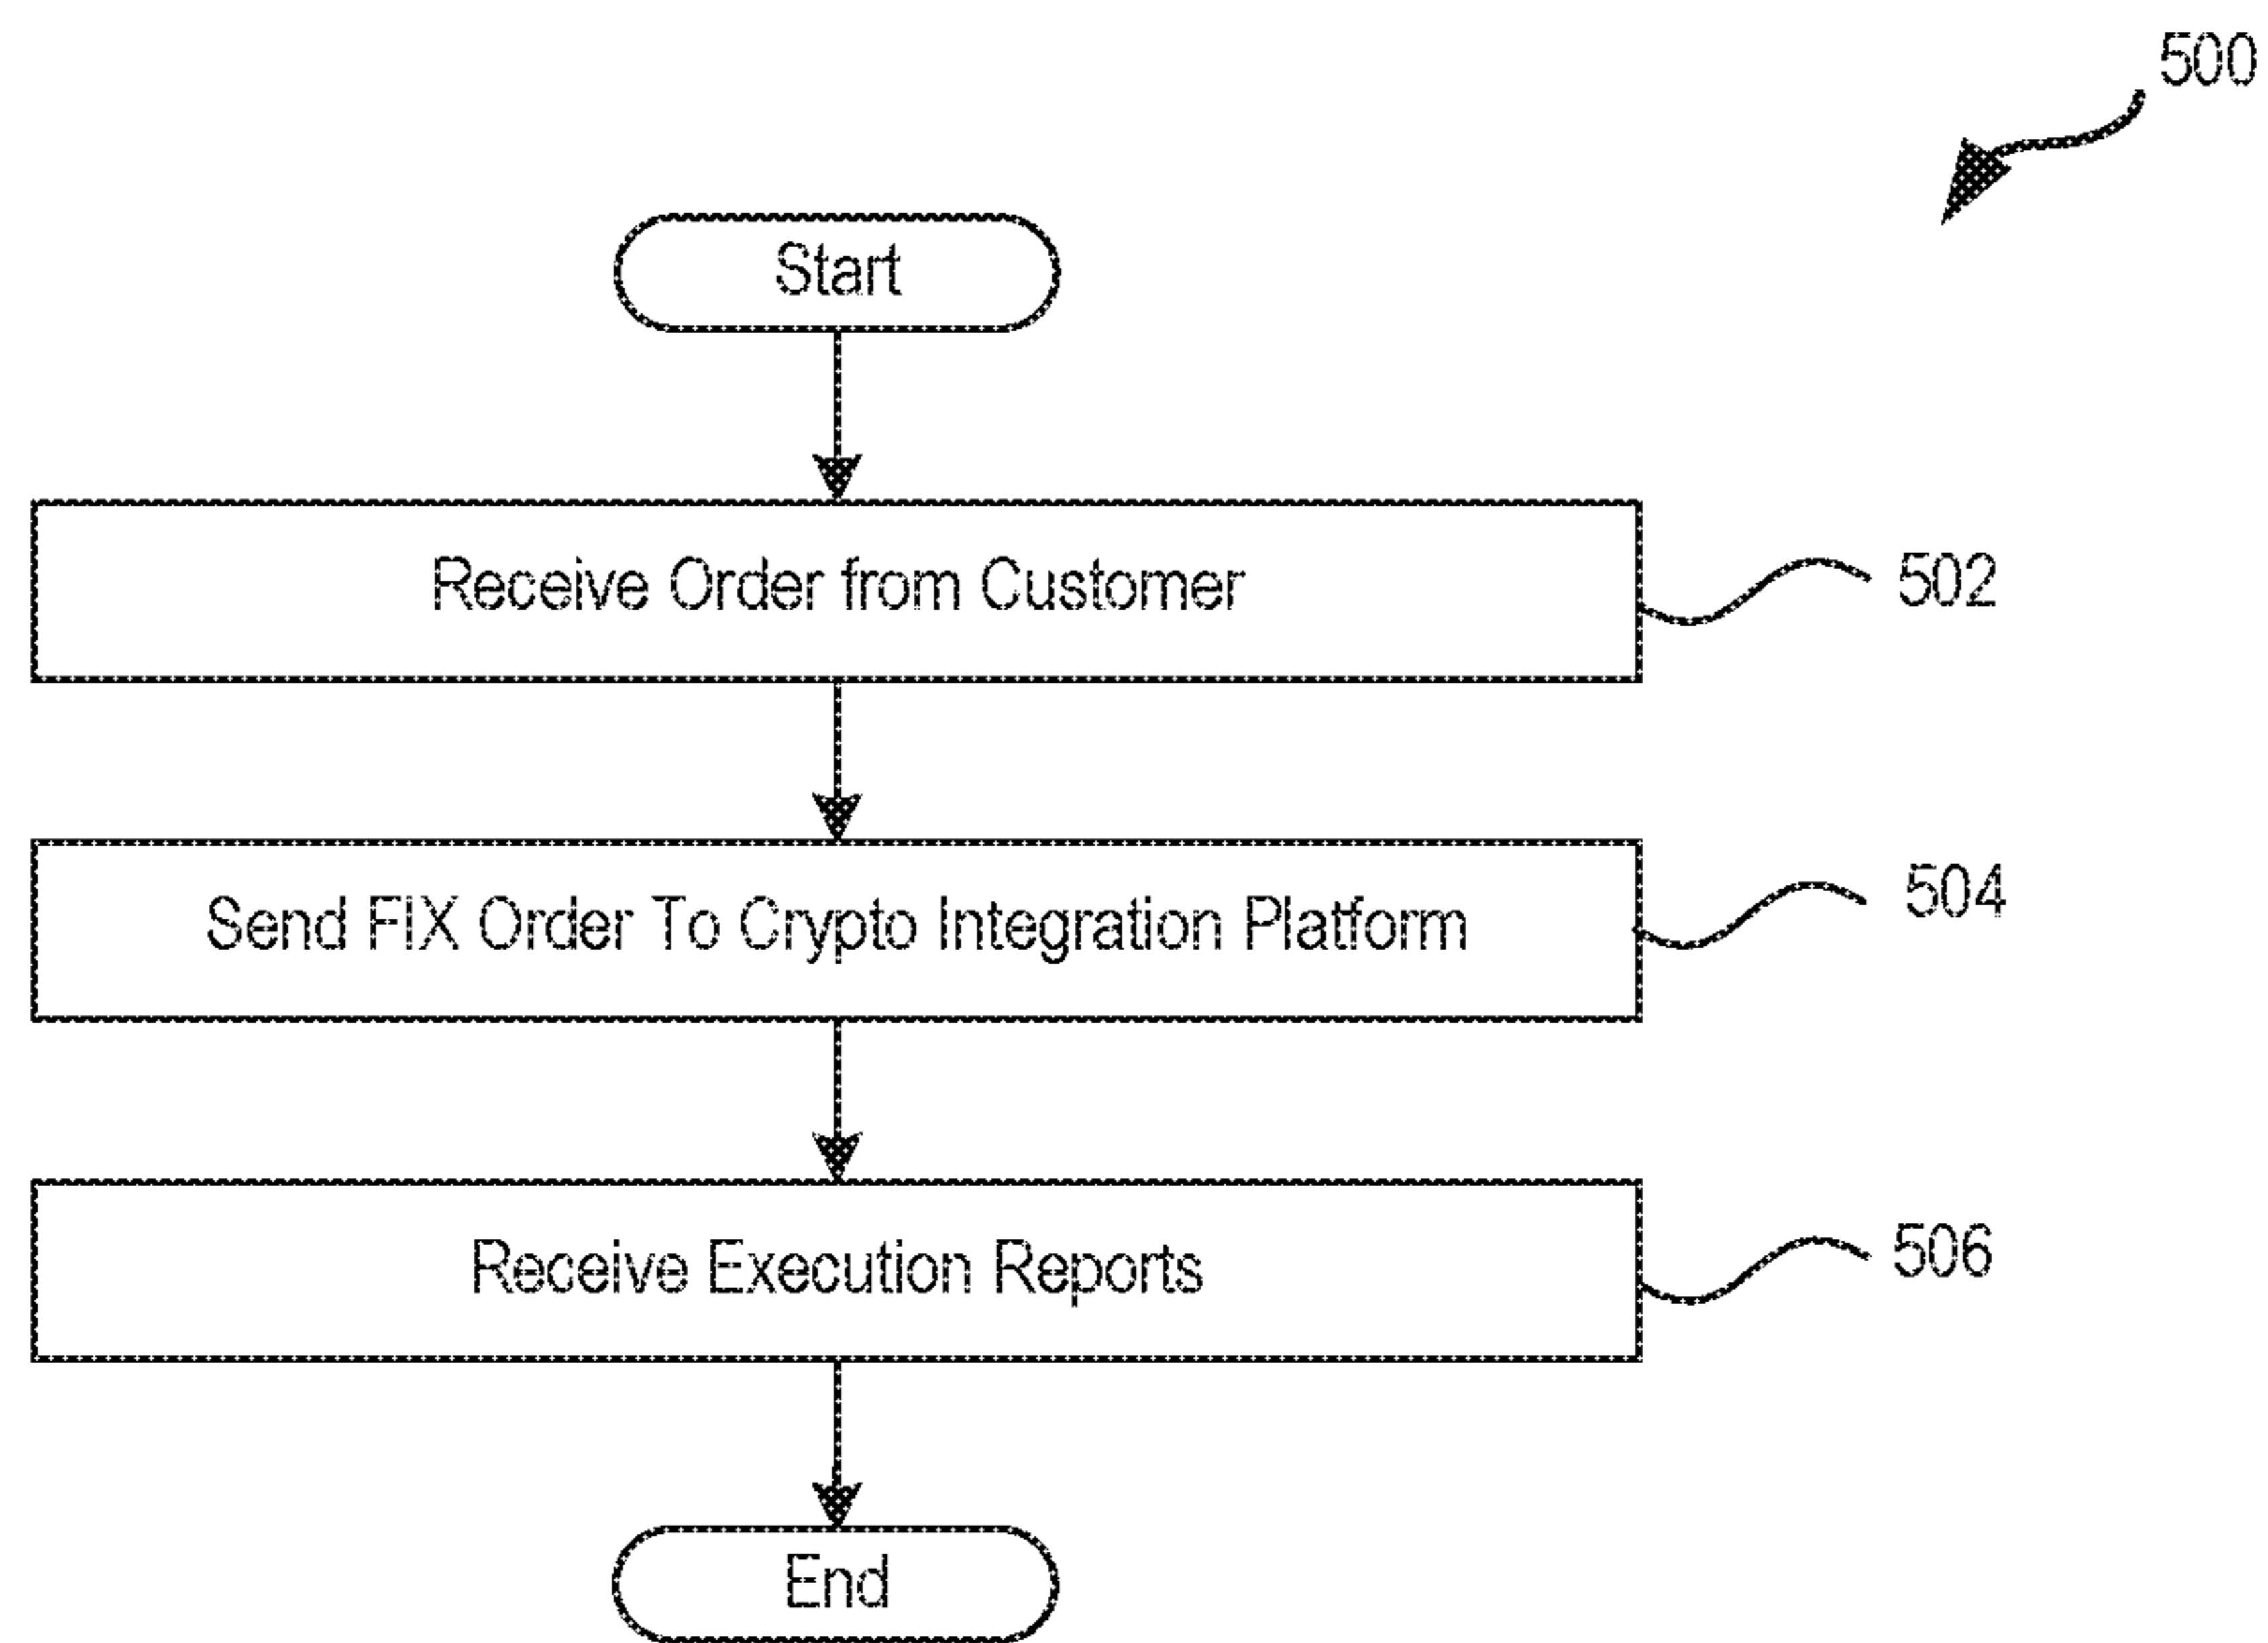 500
Start
Receive Order from Customer
502
Send FIX Order To Crypto Integration Platform
504
Receive Execution Reports
506
End